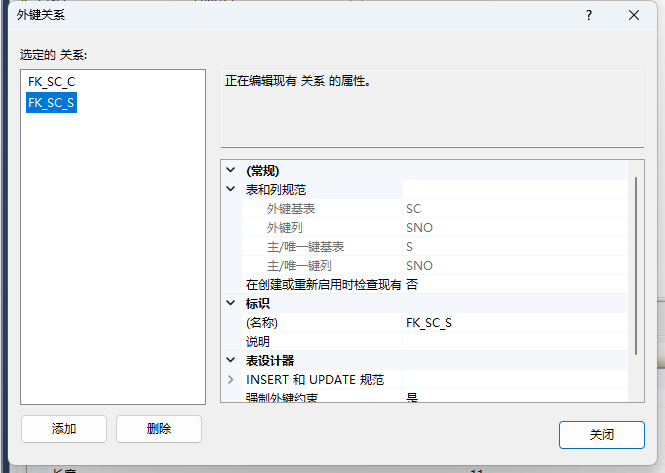 外键关系
选定的 关系:
FK_SC_C
FK_SC_S
正在编辑现有 关系 的属性。
(常规)
表和列规范
外键基表 SC
外键列 SNO
主/唯一键基表 S
主/唯一键列 SNO
在创建或重新启用时检查现有 否
标识
(名称) FK_SC_S
说明
表设计器
INSERT 和 UPDATE 规范
强制外键约束 是
添加
删除
关闭
长度 11